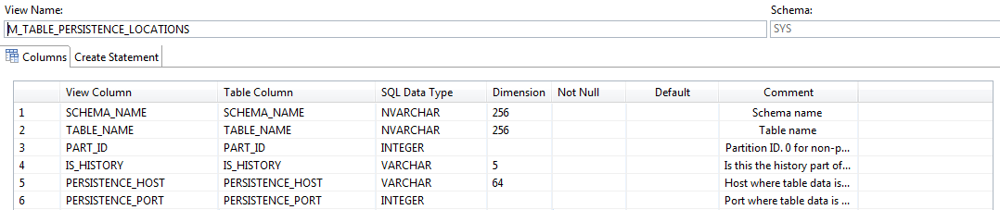 View Name: Schema:
M_TABLE_PERSISTENCE_LOCATIONS SYS
Columns Create Statement
View Column Table Column SQL Data Type Dimension Not Null Default Comment
1 SCHEMA_NAME SCHEMA_NAME NVARCHAR 256 Schema name
2 TABLE_NAME TABLE_NAME NVARCHAR 256 Table name
3 PART_ID PART_ID INTEGER Partition ID. 0 for non-p...
4 IS_HISTORY IS_HISTORY VARCHAR 5 Is this the history part of...
5 PERSISTENCE_HOST PERSISTENCE_HOST VARCHAR 64 Host where table data is...
6 PERSISTENCE_PORT PERSISTENCE_PORT INTEGER Port where table data is ...